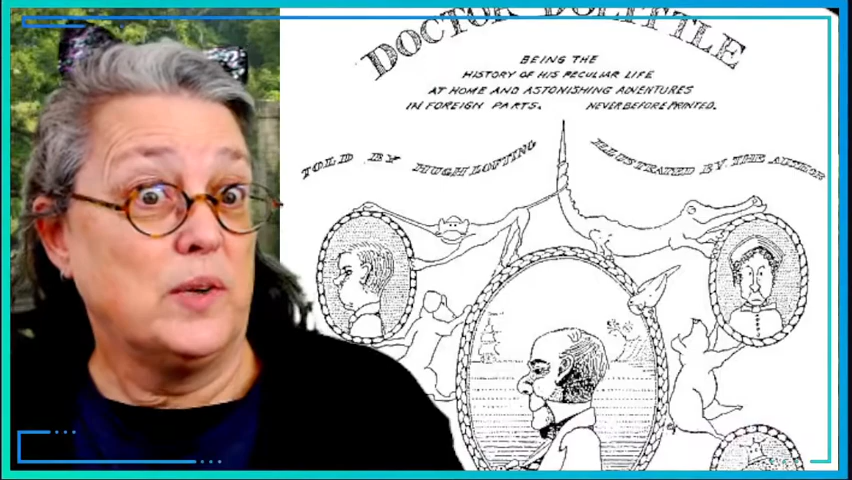 DOCTOR DOLITTLE
BEING THE
HISTORY OF HIS PECULIAR LIFE
AT HOME AND ASTONISHING ADVENTURES
IN FOREIGN PARTS. NEVER BEFORE PRINTED.
TOLD BY HUGH LOFTING
ILLUSTRATED BY THE AUTHOR